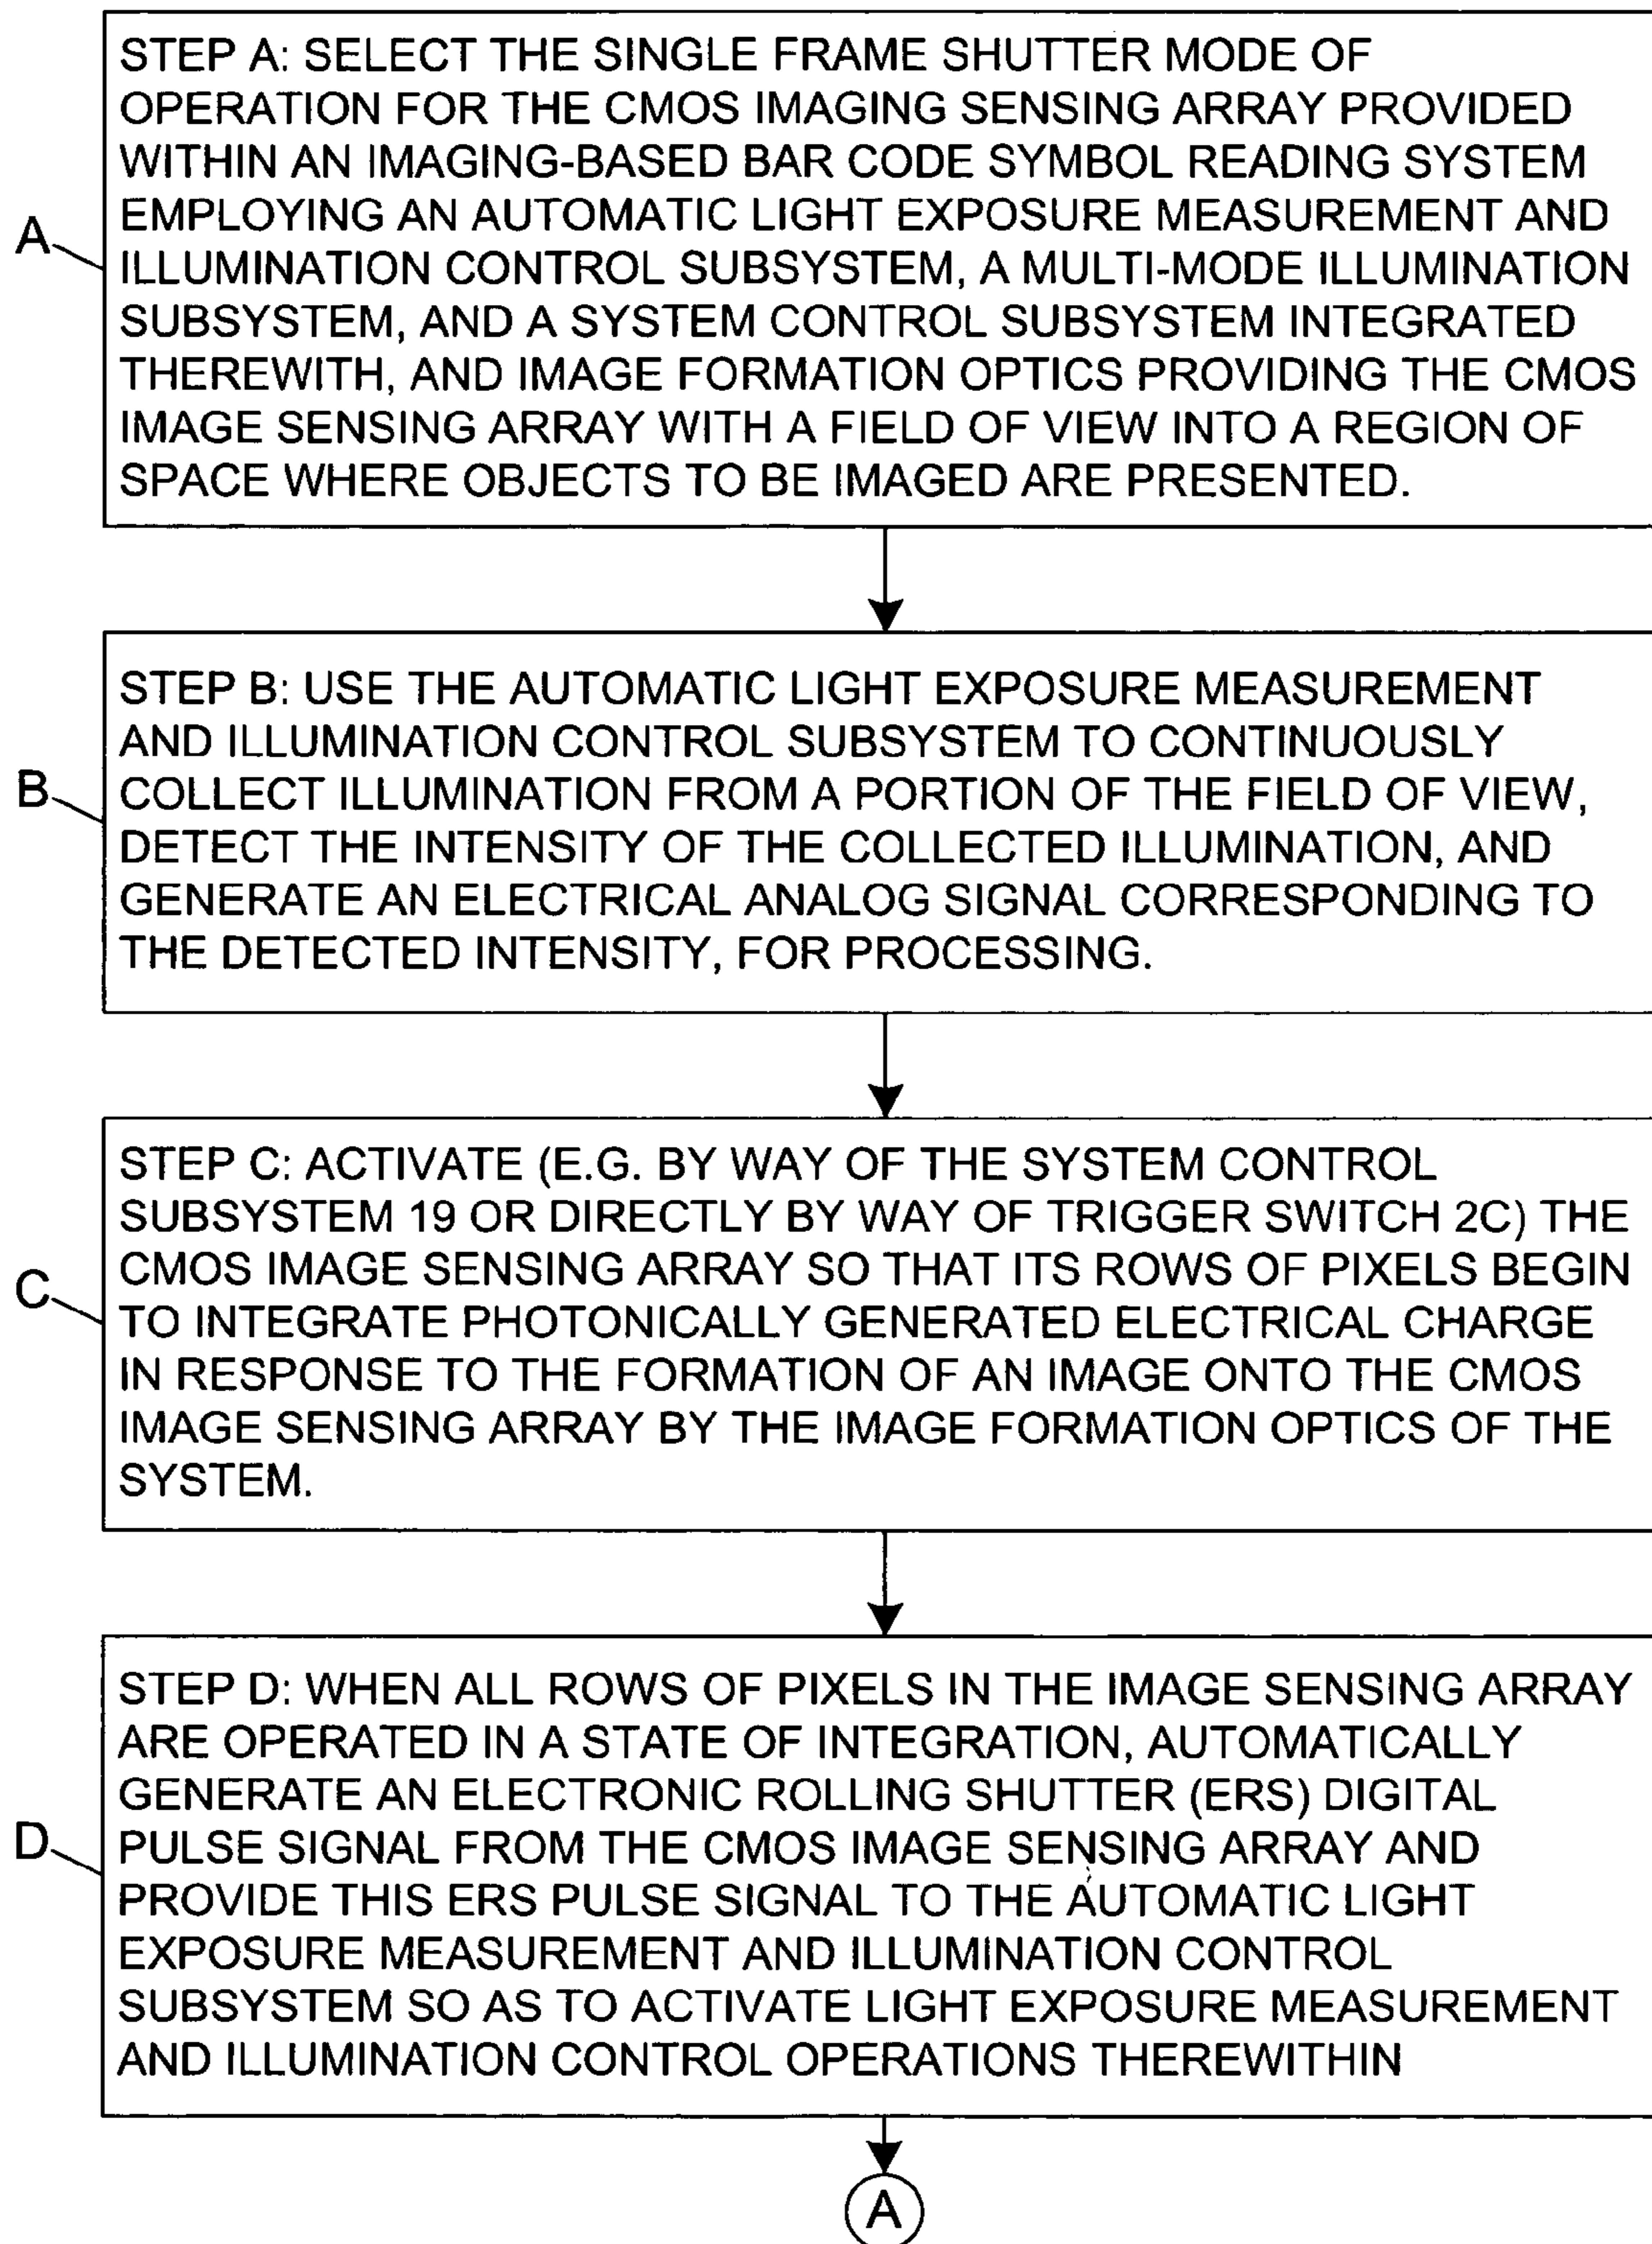 STEP A: SELECT THE SINGLE FRAME SHUTTER MODE OF
OPERATION FOR THE CMOS IMAGING SENSING ARRAY PROVIDED
WITHIN AN IMAGING-BASED BAR CODE SYMBOL READING SYSTEM
EMPLOYING AN AUTOMATIC LIGHT EXPOSURE MEASUREMENT AND
A
ILLUMINATION CONTROL SUBSYSTEM, A MULTI-MODE ILLUMINATION
SUBSYSTEM, AND A SYSTEM CONTROL SUBSYSTEM INTEGRATED
THEREWITH, AND IMAGE FORMATION OPTICS PROVIDING THE CMOS
IMAGE SENSING ARRAY WITH A FIELD OF VIEW INTO A REGION OF
SPACE WHERE OBJECTS TO BE IMAGED ARE PRESENTED.
STEP B: USE THE AUTOMATIC LIGHT EXPOSURE MEASUREMENT
AND ILLUMINATION CONTROL SUBSYSTEM TO CONTINUOUSLY
B
COLLECT ILLUMINATION FROM A PORTION OF THE FIELD OF VIEW,
DETECT THE INTENSITY OF THE COLLECTED ILLUMINATION, AND
GENERATE AN ELECTRICAL ANALOG SIGNAL CORRESPONDING TO
THE DETECTED INTENSITY, FOR PROCESSING.
STEP C: ACTIVATE (E.G. BY WAY OF THE SYSTEM CONTROL
SUBSYSTEM 19 OR DIRECTLY BY WAY OF TRIGGER SWITCH 2C) THE
CMOS IMAGE SENSING ARRAY SO THAT ITS ROWS OF PIXELS BEGIN
C
TO INTEGRATE PHOTONICALLY GENERATED ELECTRICAL CHARGE
IN RESPONSE TO THE FORMATION OF AN IMAGE ONTO THE CMOS
IMAGE SENSING ARRAY BY THE IMAGE FORMATION OPTICS OF THE
SYSTEM.
STEP D: WHEN ALL ROWS OF PIXELS IN THE IMAGE SENSING ARRAY
ARE OPERATED IN A STATE OF INTEGRATION, AUTOMATICALLY
GENERATE AN ELECTRONIC ROLLING SHUTTER (ERS) DIGITAL
D
PULSE SIGNAL FROM THE CMOS IMAGE SENSING ARRAY AND
PROVIDE THIS ERS PULSE SIGNAL TO THE AUTOMATIC LIGHT
EXPOSURE MEASUREMENT AND ILLUMINATION CONTROL
SUBSYSTEM SO AS TO ACTIVATE LIGHT EXPOSURE MEASUREMENT
AND ILLUMINATION CONTROL OPERATIONS THEREWITHIN
A